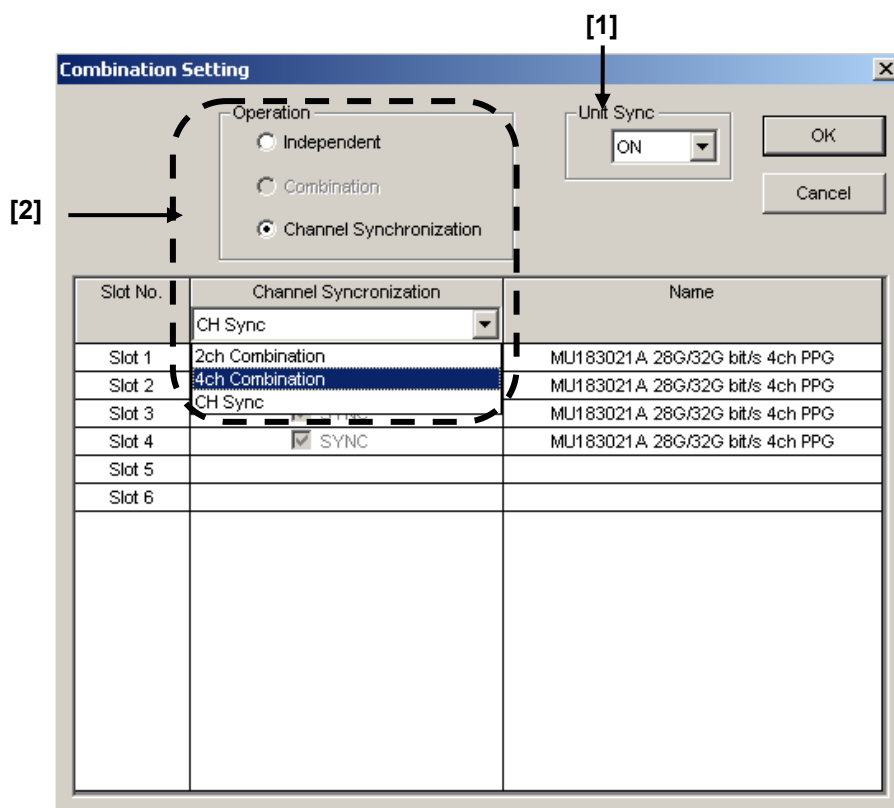 [1]
Combination Setting
Operation
Independent
Combination
Channel Synchronization
Unit Sync
ON
OK
Cancel
[2]
Slot No. Channel Syncronization Name
CH Sync
2ch Combination
4ch Combination
CH Sync
Slot 1 MU183021A 28G/32G bit/s 4ch PPG
Slot 2 MU183021A 28G/32G bit/s 4ch PPG
Slot 3 SYNC MU183021A 28G/32G bit/s 4ch PPG
Slot 4 SYNC MU183021A 28G/32G bit/s 4ch PPG
Slot 5
Slot 6